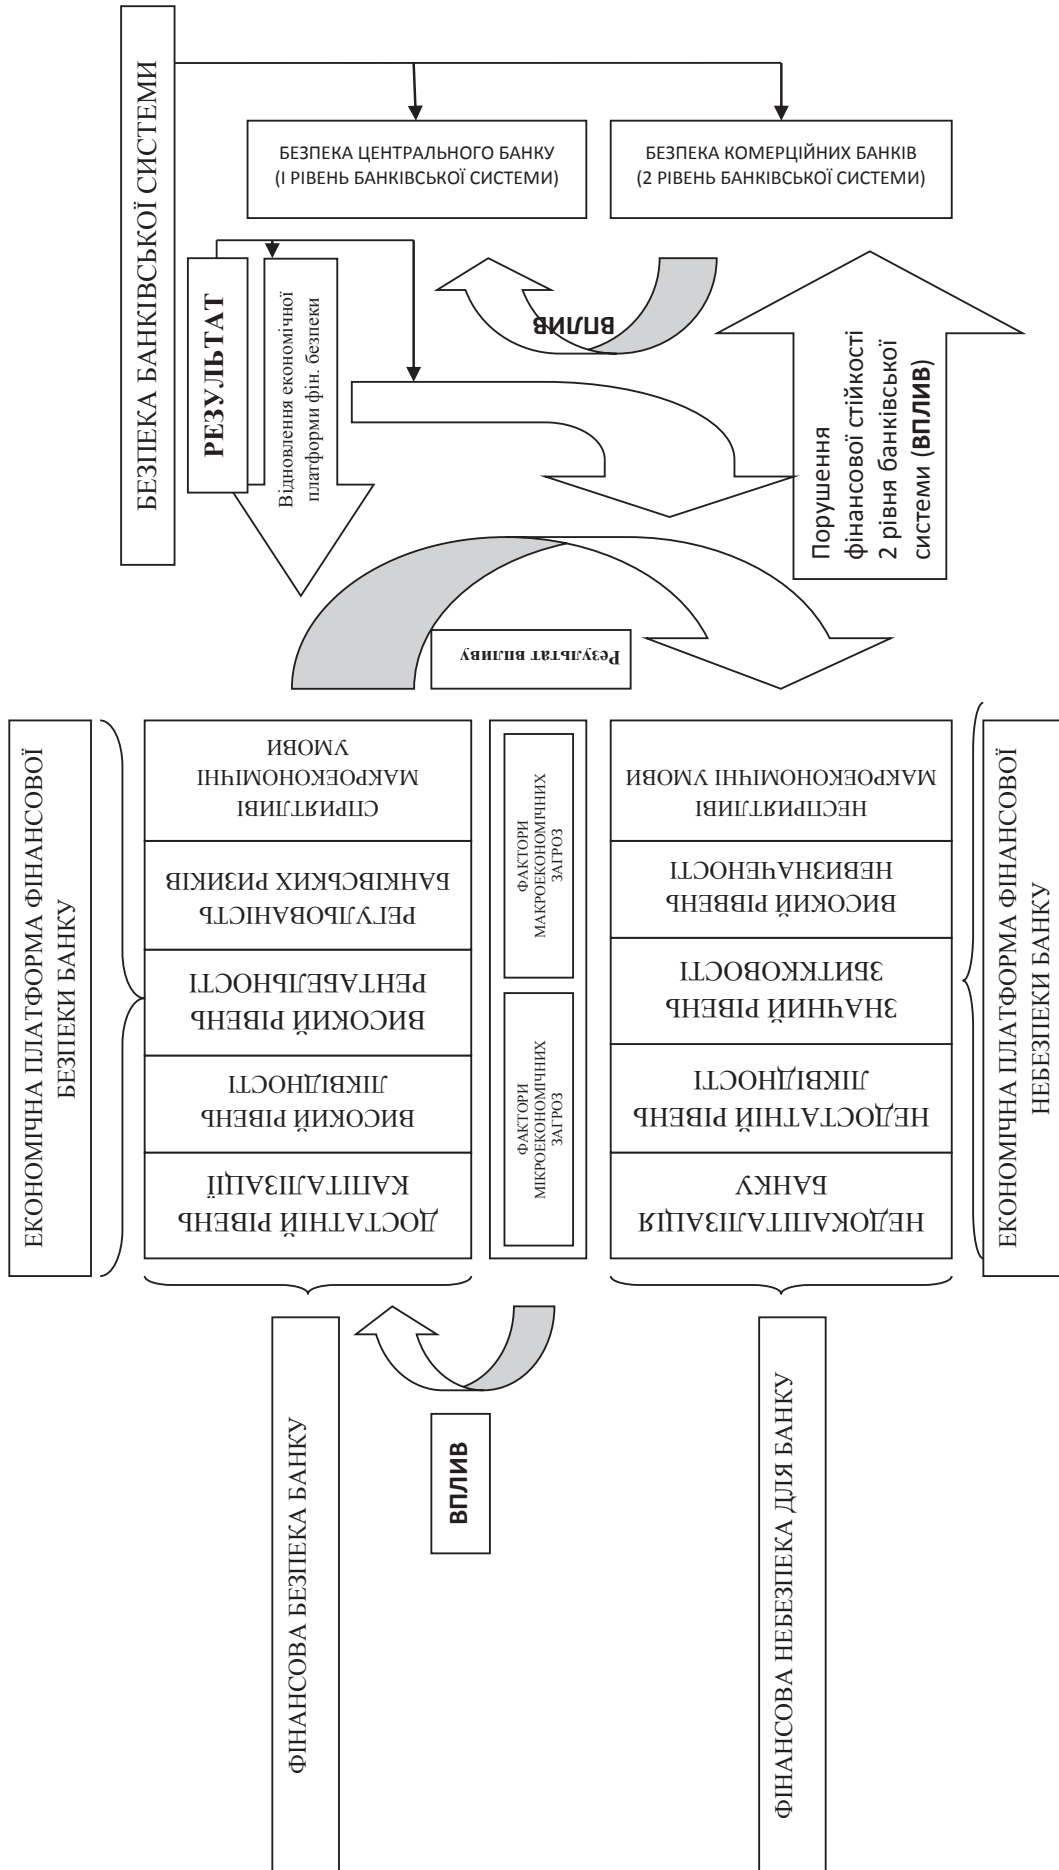 БЕЗПЕКА БАНКІВСЬКОЇ СИСТЕМИ
БЕЗПЕКА ЦЕНТРАЛЬНОГО БАНКУ
(І РІВЕНЬ БАНКІВСЬКОЇ СИСТЕМИ)
БЕЗПЕКА КОМЕРЦІЙНИХ БАНКІВ
(2 РІВЕНЬ БАНКІВСЬКОЇ СИСТЕМИ)
РЕЗУЛЬТАТ
Відновлення економічної
платформи фін. безпеки
ВПЛИВ
Порушення
фінансової стійкості
2 рівня банківської
системи (ВПЛИВ)
Результат впливу
ЕКОНОМІЧНА ПЛАТФОРМА ФІНАНСОВОЇ
БЕЗПЕКИ БАНКУ
ДОСТАТНІЙ РІВЕНЬ
КАПІТАЛІЗАЦІЇ
ВИСОКИЙ РІВЕНЬ
ЛІКВІДНОСТІ
ВИСОКИЙ РІВЕНЬ
РЕНТАБЕЛЬНОСТІ
РЕГУЛЬОВАНІСТЬ
БАНКІВСЬКИХ РИЗИКІВ
СПРИЯТЛИВІ
МАКРОЕКОНОМІЧНІ
УМОВИ
ФАКТОРИ
МІКРОЕКОНОМІЧНИХ
ЗАГРОЗ
ФАКТОРИ
МАКРОЕКОНОМІЧНИХ
ЗАГРОЗ
НЕДОКАПІТАЛІЗАЦІЯ
БАНКУ
НЕДОСТАТНІЙ РІВЕНЬ
ЛІКВІДНОСТІ
ЗНАЧНИЙ РІВЕНЬ
ЗБИТКОВОСТІ
ВИСОКИЙ РІВВЕНЬ
НЕВИЗНАЧЕНОСТІ
НЕСПРИЯТЛИВІ
МАКРОЕКОНОМІЧНІ УМОВИ
ЕКОНОМІЧНА ПЛАТФОРМА ФІНАНСОВОЇ
НЕБЕЗПЕКИ БАНКУ
ФІНАНСОВА БЕЗПЕКА БАНКУ
ВПЛИВ
ФІНАНСОВА НЕБЕЗПЕКА ДЛЯ БАНКУ